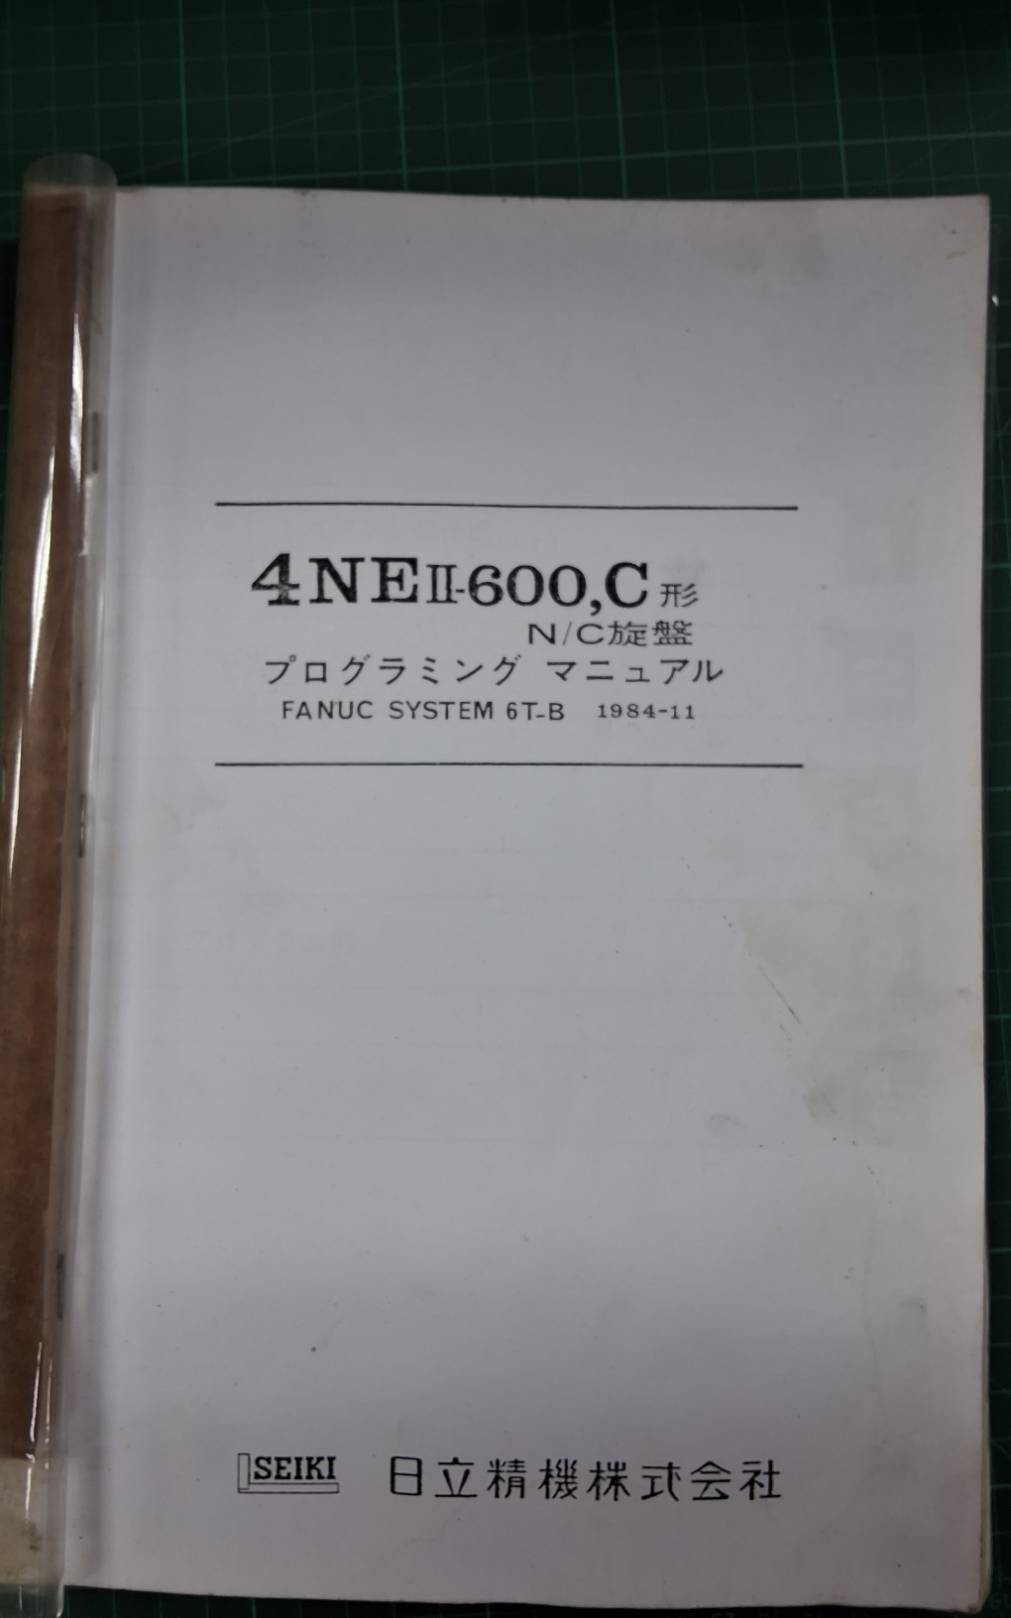 4NEⅡ-600,C形
N/C旋盤
プログラミング マニュアル
FANUC SYSTEM 6T-B 1984-11
SEIKI 日立精機株式会社